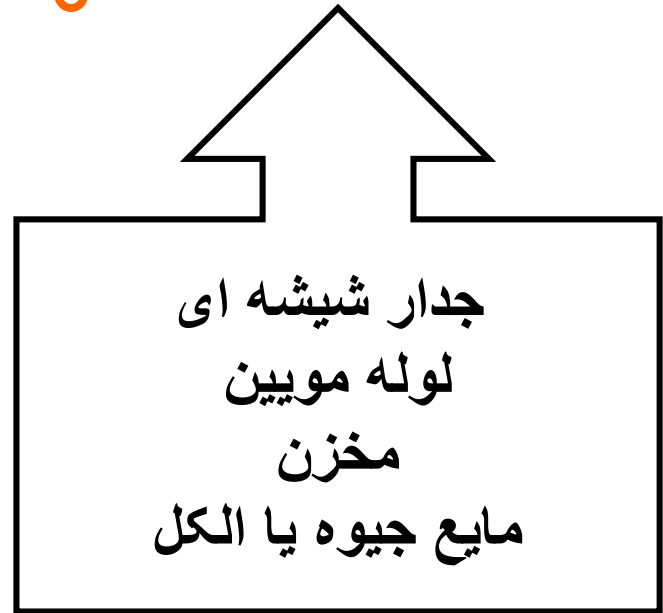 جدار شیشه ای
لوله مویین
مخزن
مایع جیوه یا الکل